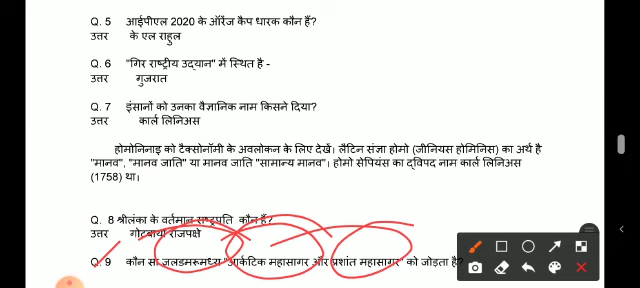 Q. 5 आईपीएल 2020 के ऑरेंज कैप धारक कौन हैं?
उत्तर के एल राहुल
Q. 6 "गिर राष्ट्रीय उद्यान" में स्थित है -
उत्तर गुजरात
Q. 7 इंसानों को उनका वैज्ञानिक नाम किसने दिया?
उत्तर कार्ल लिनिअस
होमोनिनाइ को टैक्सोनॉमी के अवलोकन के लिए देखें। लैटिन संज्ञा होमो (जीनियस होमिनिस) का अर्थ है
"मानव", "मानव जाति" या मानव जाति "सामान्य मानव"। होमो सेपियंस का द्विपद नाम कार्ल लिनिअस
(1758) था।
Q. 8 श्रीलंका के वर्तमान राष्ट्रपति कौन हैं?
उत्तर गोटबाया राजपक्षे
Q. 9 कौन सा जलडमरूमध्य "आर्कटिक महासागर और प्रशांत महासागर" को जोड़ता है?